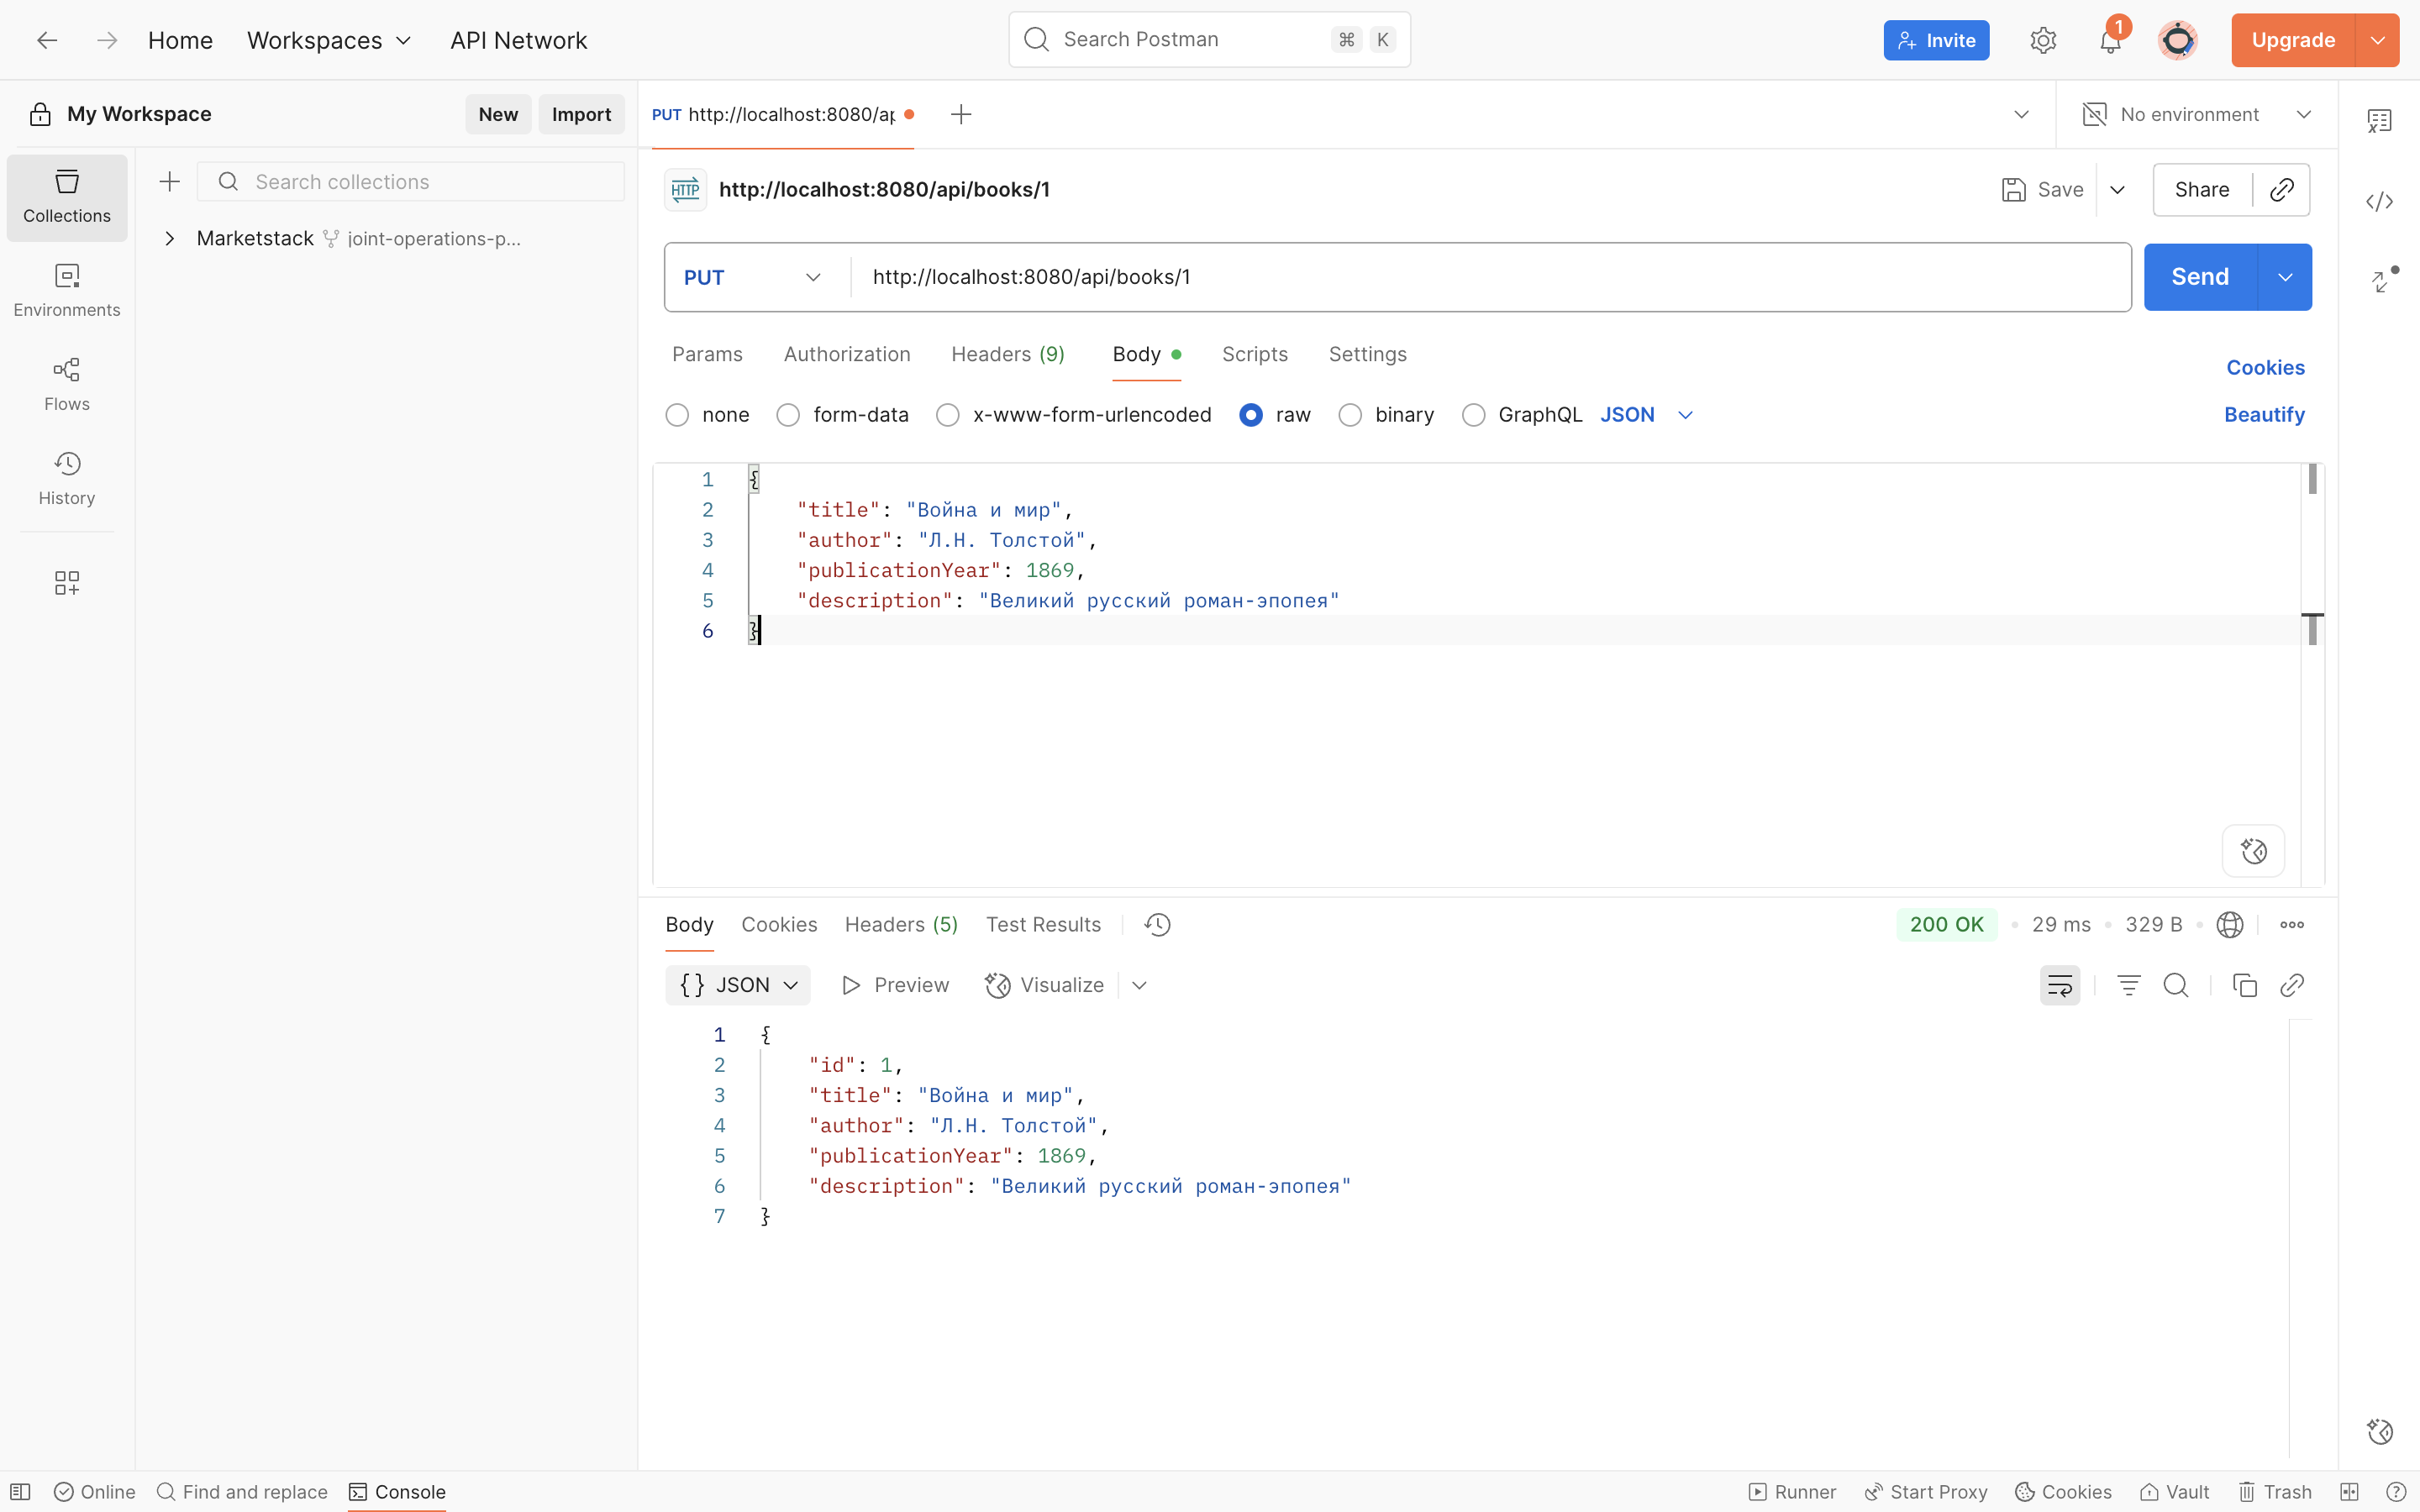 Home Workspaces API Network Search Postman ⌘ K Invite 1 Upgrade
My Workspace New Import PUT http://localhost:8080/ap No environment
Collections
Environments
Flows
History
Search collections
Marketstack joint-operations-p...
HTTP http://localhost:8080/api/books/1 Save Share
PUT http://localhost:8080/api/books/1 Send
Params Authorization Headers (9) Body Scripts Settings Cookies
none form-data x-www-form-urlencoded raw binary GraphQL JSON Beautify
1 {
2 "title": "Война и мир",
3 "author": "Л.Н. Толстой",
4 "publicationYear": 1869,
5 "description": "Великий русский роман-эпопея"
6 }
Body Cookies Headers (5) Test Results 200 OK • 29 ms • 329 B •
{} JSON Preview Visualize
1 {
2 "id": 1,
3 "title": "Война и мир",
4 "author": "Л.Н. Толстой",
5 "publicationYear": 1869,
6 "description": "Великий русский роман-эпопея"
7 }
Online Find and replace Console Runner Start Proxy Cookies Vault Trash